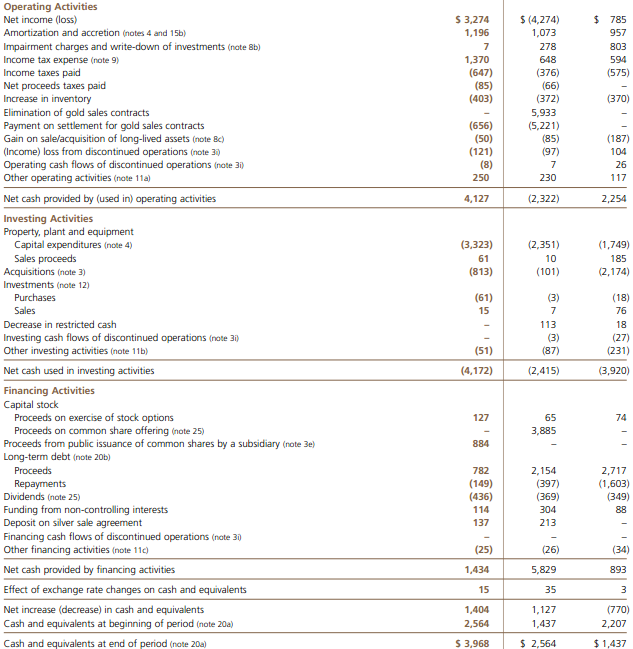 Operating Activities
Net income (loss) $ 3,274 $ (4,274) $ 785
Amortization and accretion (notes 4 and 15b) 1,196 1,073 957
Impairment charges and write-down of investments (note 8b) 7 278 803
Income tax expense (note 9) 1,370 648 594
Income taxes paid (647) (376) (575)
Net proceeds taxes paid (85) (66) –
Increase in inventory (403) (372) (370)
Elimination of gold sales contracts – 5,933 –
Payment on settlement for gold sales contracts (656) (5,221) –
Gain on sale/acquisition of long-lived assets (note 8c) (50) (85) (187)
(Income) loss from discontinued operations (note 3i) (121) (97) 104
Operating cash flows of discontinued operations (note 3i) (8) 7 26
Other operating activities (note 11a) 250 230 117
Net cash provided by (used in) operating activities 4,127 (2,322) 2,254
Investing Activities
Property, plant and equipment
Capital expenditures (note 4) (3,323) (2,351) (1,749)
Sales proceeds 61 10 185
Acquisitions (note 3) (813) (101) (2,174)
Investments (note 12)
Purchases (61) (3) (18)
Sales 15 7 76
Decrease in restricted cash – 113 18
Investing cash flows of discontinued operations (note 3i) – (3) (27)
Other investing activities (note 11b) (51) (87) (231)
Net cash used in investing activities (4,172) (2,415) (3,920)
Financing Activities
Capital stock
Proceeds on exercise of stock options 127 65 74
Proceeds on common share offering (note 25) – 3,885 –
Proceeds from public issuance of common shares by a subsidiary (note 3e) 884 – –
Long-term debt (note 20b)
Proceeds 782 2,154 2,717
Repayments (149) (397) (1,603)
Dividends (note 25) (436) (369) (349)
Funding from non-controlling interests 114 304 88
Deposit on silver sale agreement 137 213 –
Financing cash flows of discontinued operations (note 3i) – – –
Other financing activities (note 11c) (25) (26) (34)
Net cash provided by financing activities 1,434 5,829 893
Effect of exchange rate changes on cash and equivalents 15 35 3
Net increase (decrease) in cash and equivalents 1,404 1,127 (770)
Cash and equivalents at beginning of period (note 20a) 2,564 1,437 2,207
Cash and equivalents at end of period (note 20a) $ 3,968 $ 2,564 $ 1,437